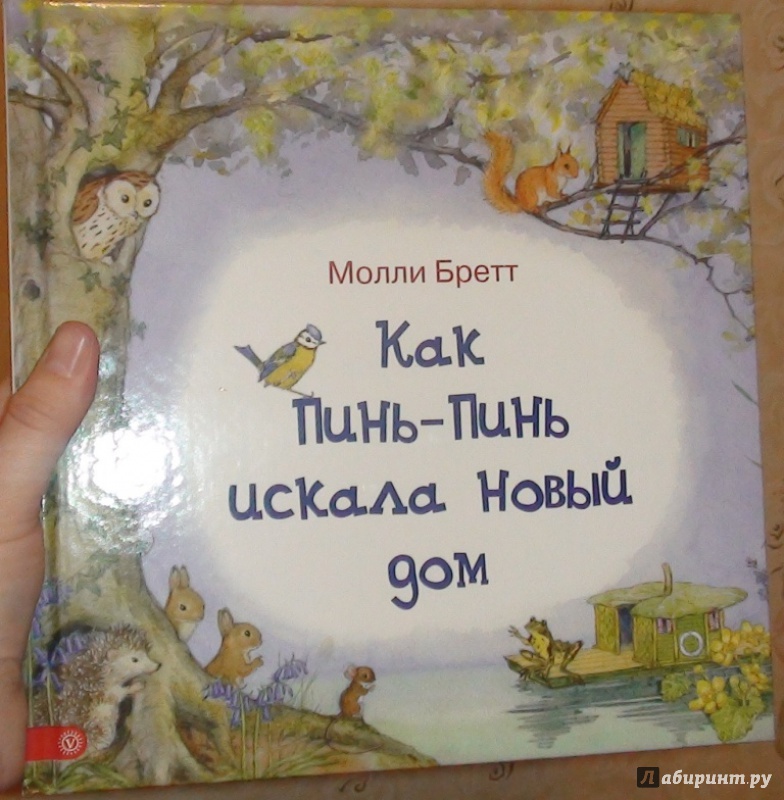 Молли Бретт
Как
Пинь-Пинь
искала новый
дом
V
Лабиринт.ру